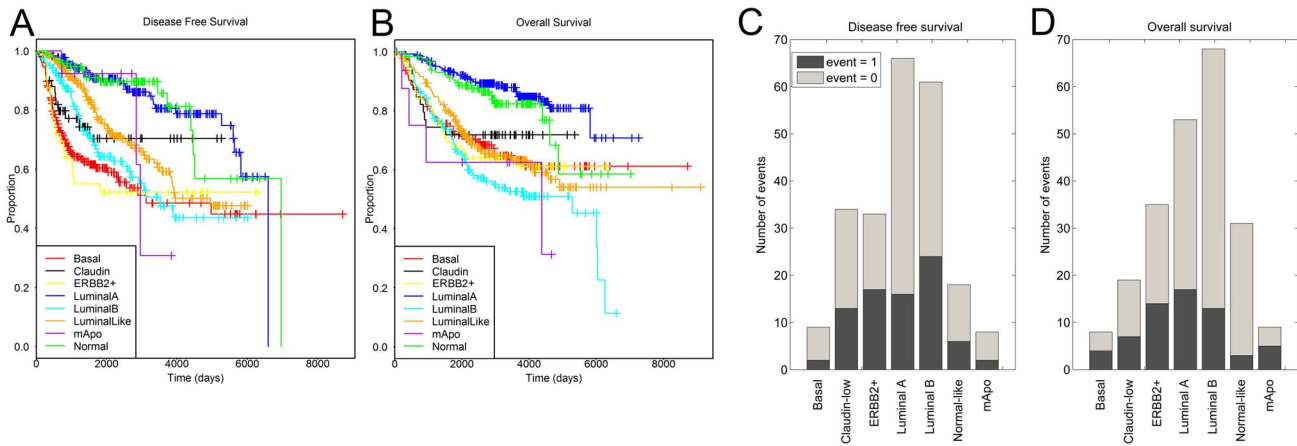 A
Disease Free Survival
Proportion
1.0
0.8
0.6
0.4
0.2
0.0
Basal
Claudin
ERBB2+
LuminalA
LuminalB
LuminalLike
mApo
Normal
0
2000
4000
6000
8000
Time (days)
B
Overall Survival
Proportion
1.0
0.8
0.6
0.4
0.2
0.0
Basal
Claudin
ERBB2+
LuminalA
LuminalB
LuminalLike
mApo
Normal
0
2000
4000
6000
8000
Time (days)
C
Disease free survival
Number of events
70
60
50
40
30
20
10
0
event = 1
event = 0
Basal
Claudin-low
ERBB2+
Luminal A
Luminal B
Normal-like
mApo
D
Overall survival
Number of events
70
60
50
40
30
20
10
0
Basal
Claudin-low
ERBB2+
Luminal A
Luminal B
Normal-like
mApo